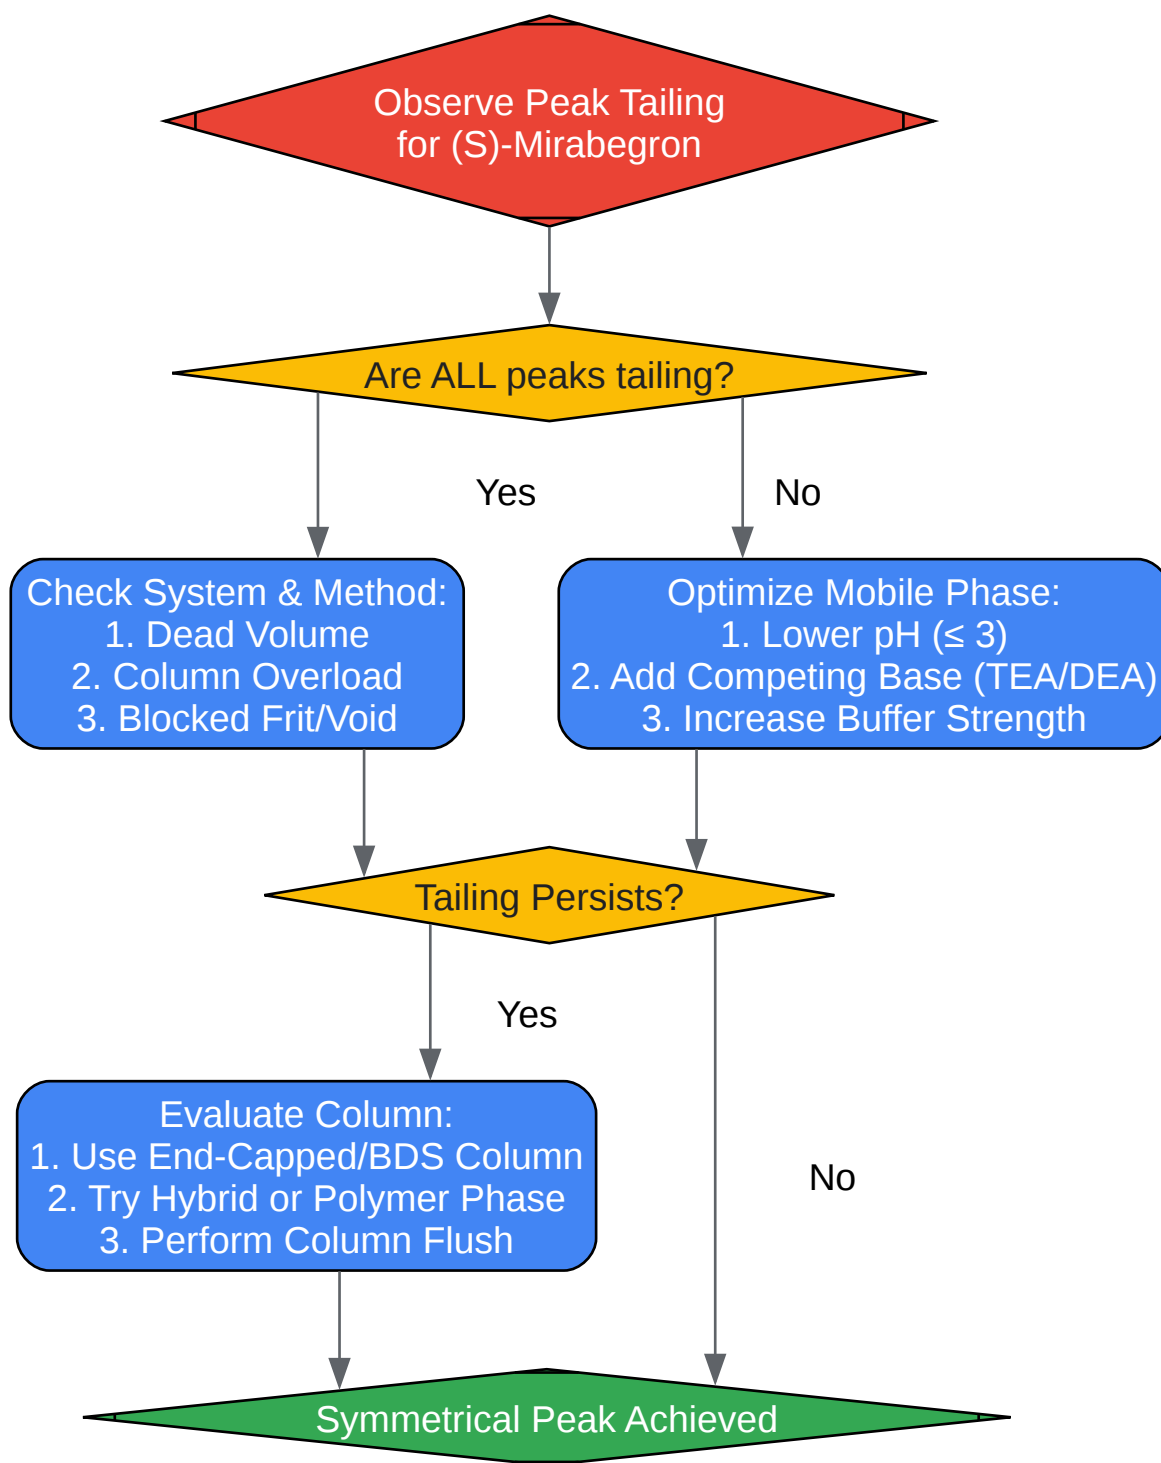 Observe Peak Tailing
for (S)-Mirabegron
Are ALL peaks tailing?
Yes
No
Check System & Method:
1. Dead Volume
2. Column Overload
3. Blocked Frit/Void
Optimize Mobile Phase:
1. Lower pH (≤ 3)
2. Add Competing Base (TEA/DEA)
3. Increase Buffer Strength
Tailing Persists?
Yes
No
Evaluate Column:
1. Use End-Capped/BDS Column
2. Try Hybrid or Polymer Phase
3. Perform Column Flush
Symmetrical Peak Achieved